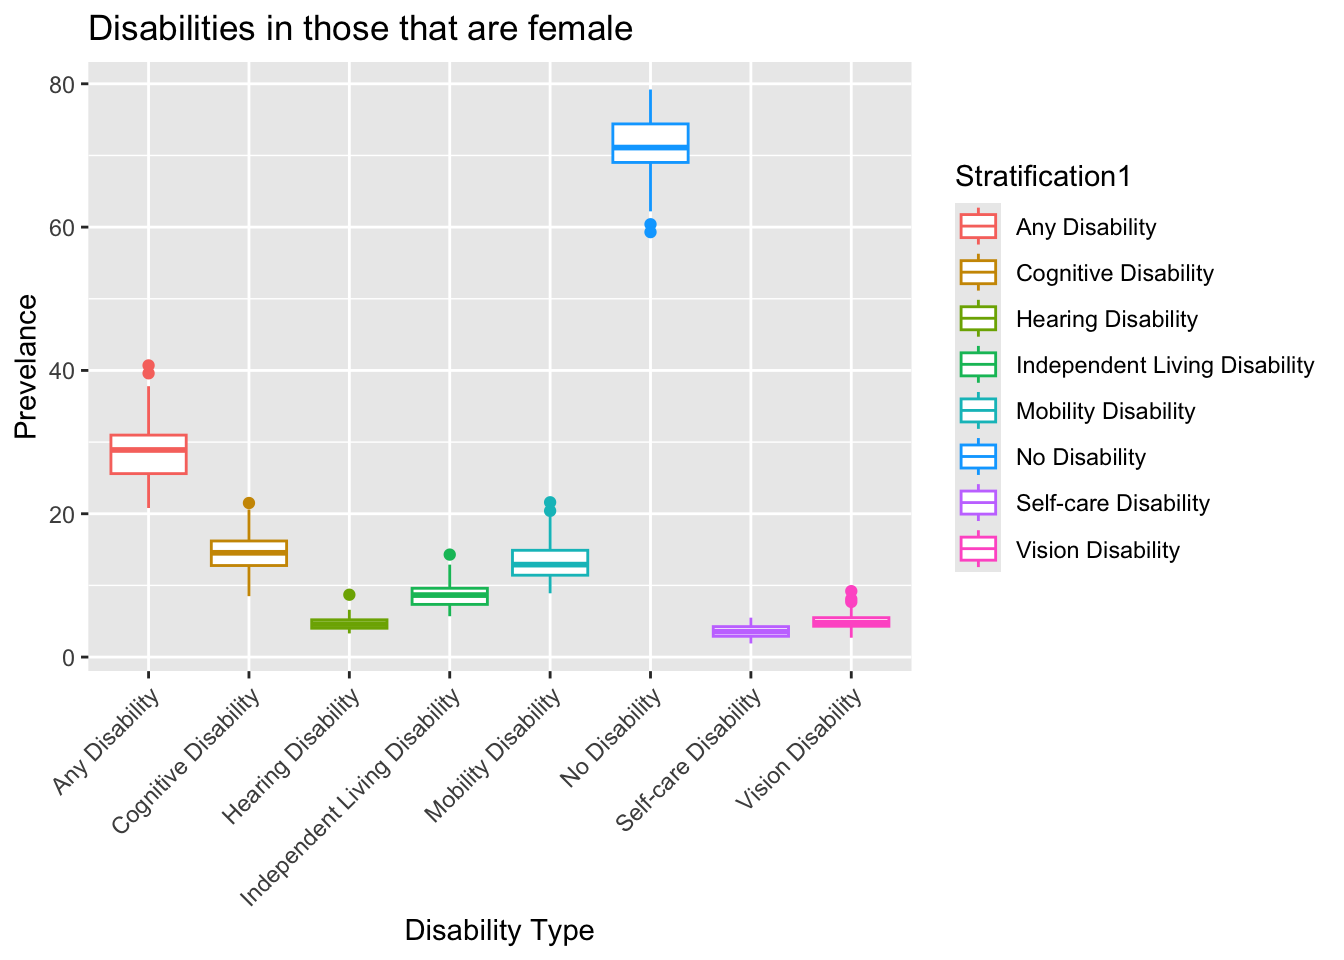 Disabilities in those that are female
Prevelance
80
60
40
20
0
Any Disability
Cognitive Disability
Hearing Disability
Independent Living Disability
Mobility Disability
No Disability
Self-care Disability
Vision Disability
Disability Type
Stratification1
Any Disability
Cognitive Disability
Hearing Disability
Independent Living Disability
Mobility Disability
No Disability
Self-care Disability
Vision Disability